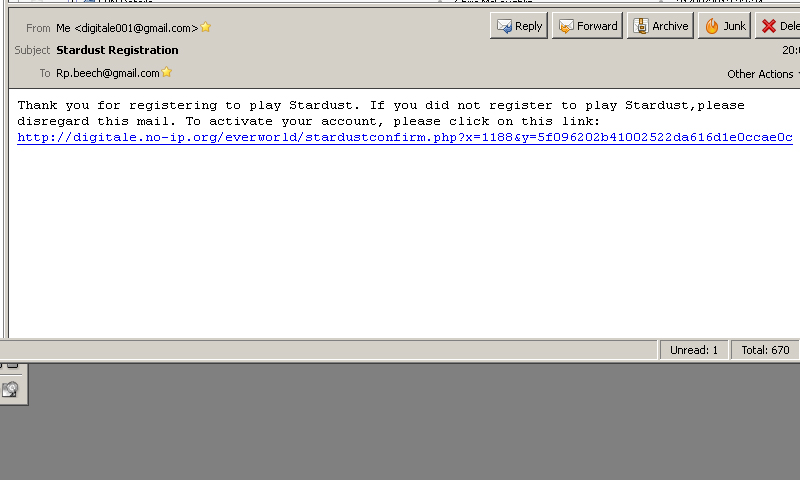 From Me <digitale001@gmail.com>
Reply Forward Archive Junk
Subject Stardust Registration
To Rp.beech@gmail.com
Other Actions
Thank you for registering to play Stardust. If you did not register to play Stardust,please
disregard this mail. To activate your account, please click on this link:
http://digitale.no-ip.org/everworld/stardustconfirm.php?x=1188&y=5f096202b41002522da616d1e0ccae0c
Unread: 1 Total: 670